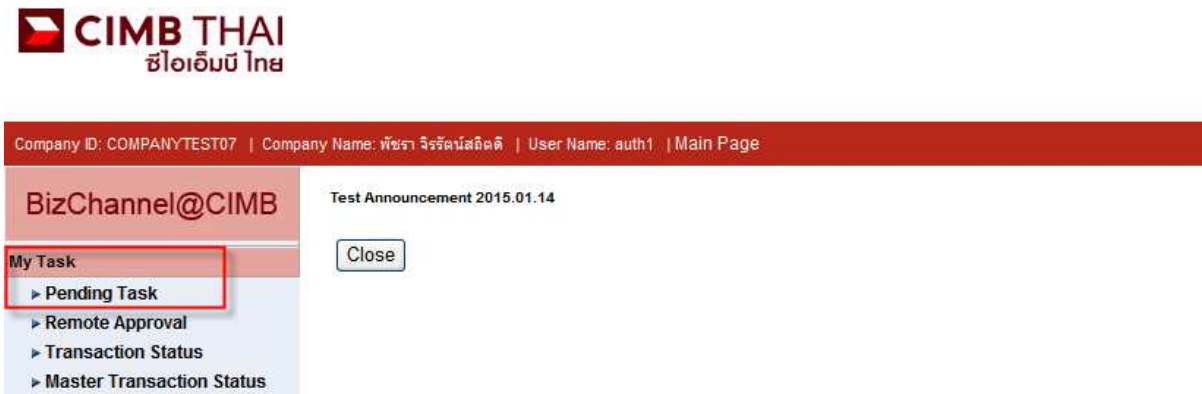 CIMB THAI
ซีไอเอ็มบี ไทย
Company ID: COMPANYTEST07 | Company Name: พัชรา จิรรัตน์สถิตดี | User Name: auth1 | Main Page
BizChannel@CIMB
Test Announcement 2015.01.14
Close
My Task
Pending Task
Remote Approval
Transaction Status
Master Transaction Status